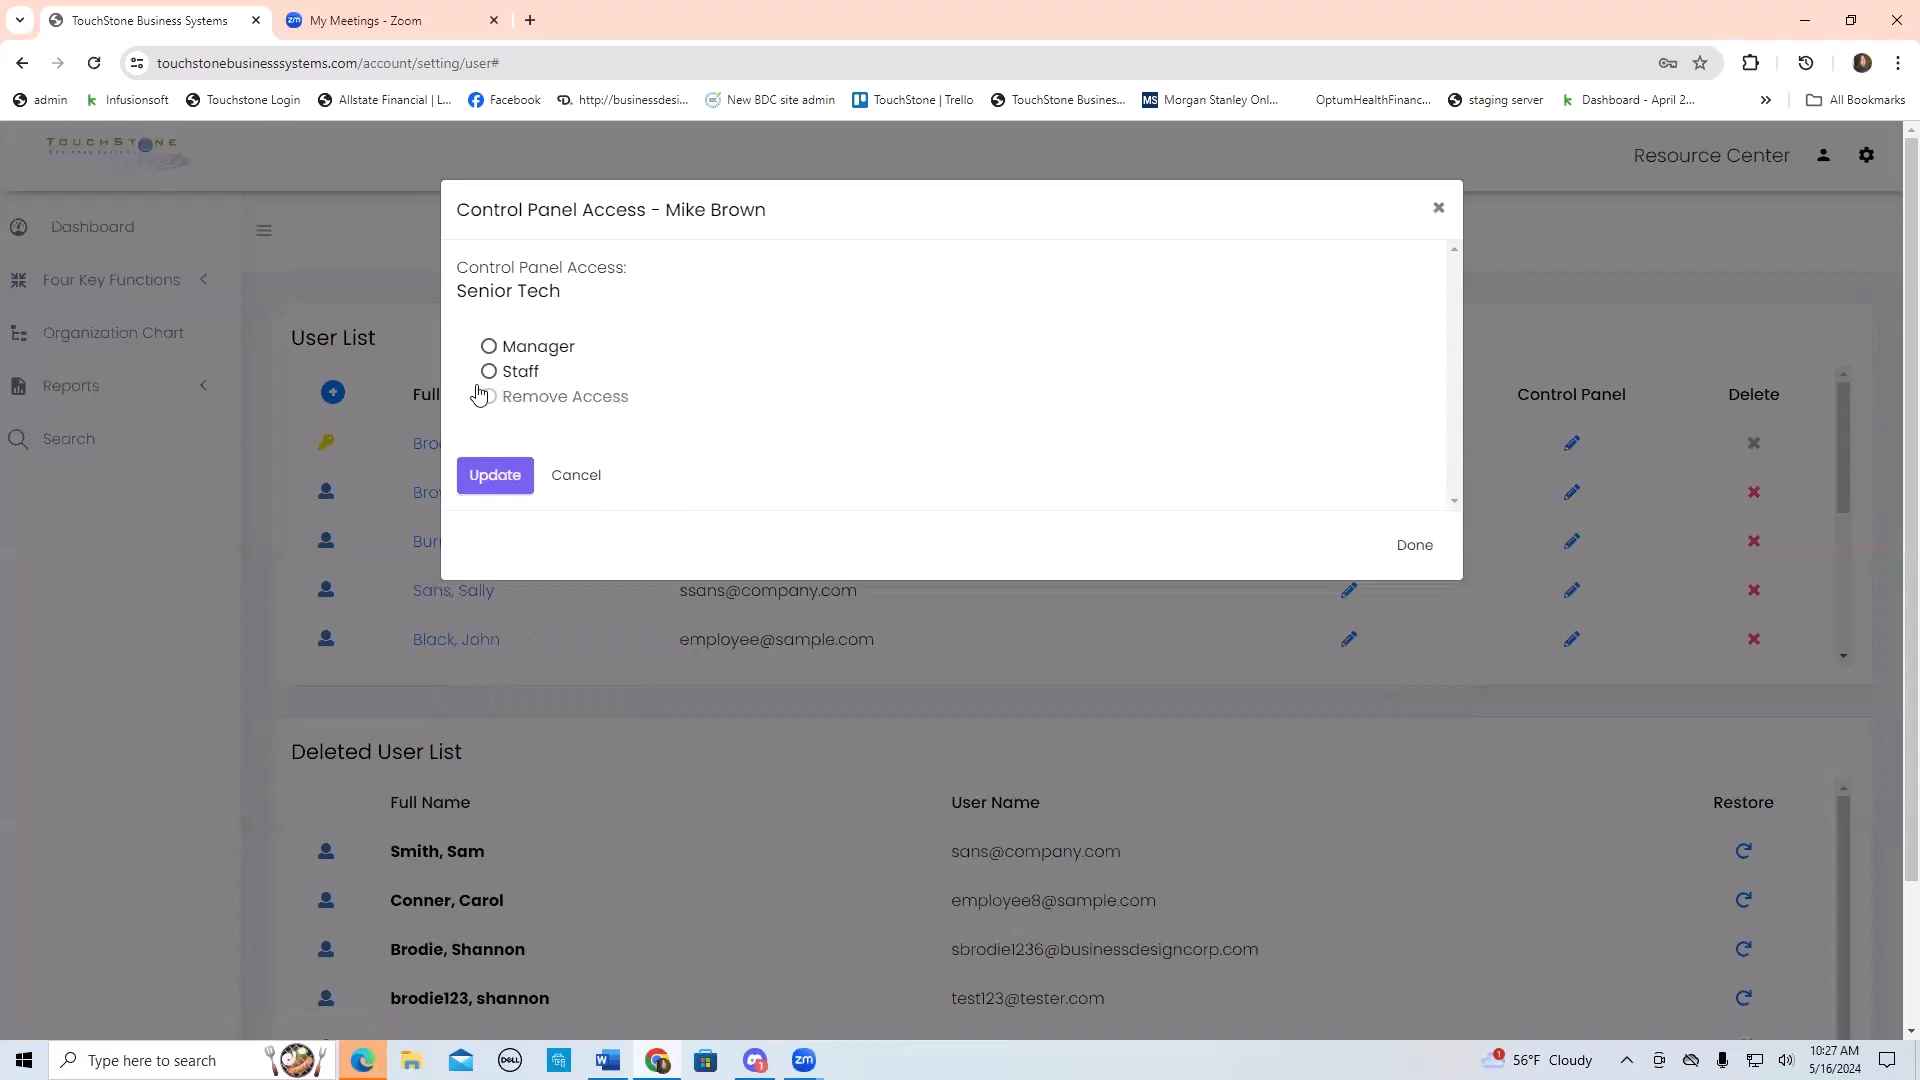 TouchStone Business Systems
My Meetings - Zoom
touchstonebusinesssystems.com/account/setting/user#
admin
Infusionsoft
Touchstone Login
Allstate Financial | L...
Facebook
http://businessdesi...
New BDC site admin
TouchStone | Trello
TouchStone Busines...
MS Morgan Stanley Onl...
OptumHealthFinanc...
staging server
Dashboard - April 2...
All Bookmarks
TOUCHSTONE
Resource Center
Control Panel Access - Mike Brown
Dashboard
Control Panel Access:
Four Key Functions
Senior Tech
Organization Chart
User List
Manager
Staff
Reports
Full
Remove Access
Control Panel
Delete
Search
Bro
Update
Cancel
Bro
Bur
Done
Sans, Sally
ssans@company.com
Black, John
employee@sample.com
Deleted User List
Full Name
User Name
Restore
Smith, Sam
sans@company.com
Conner, Carol
employee8@sample.com
Brodie, Shannon
sbrodie1236@businessdesigncorp.com
brodie123, shannon
test123@tester.com
Type here to search
DELL
zm
56°F Cloudy
10:27 AM
5/16/2024